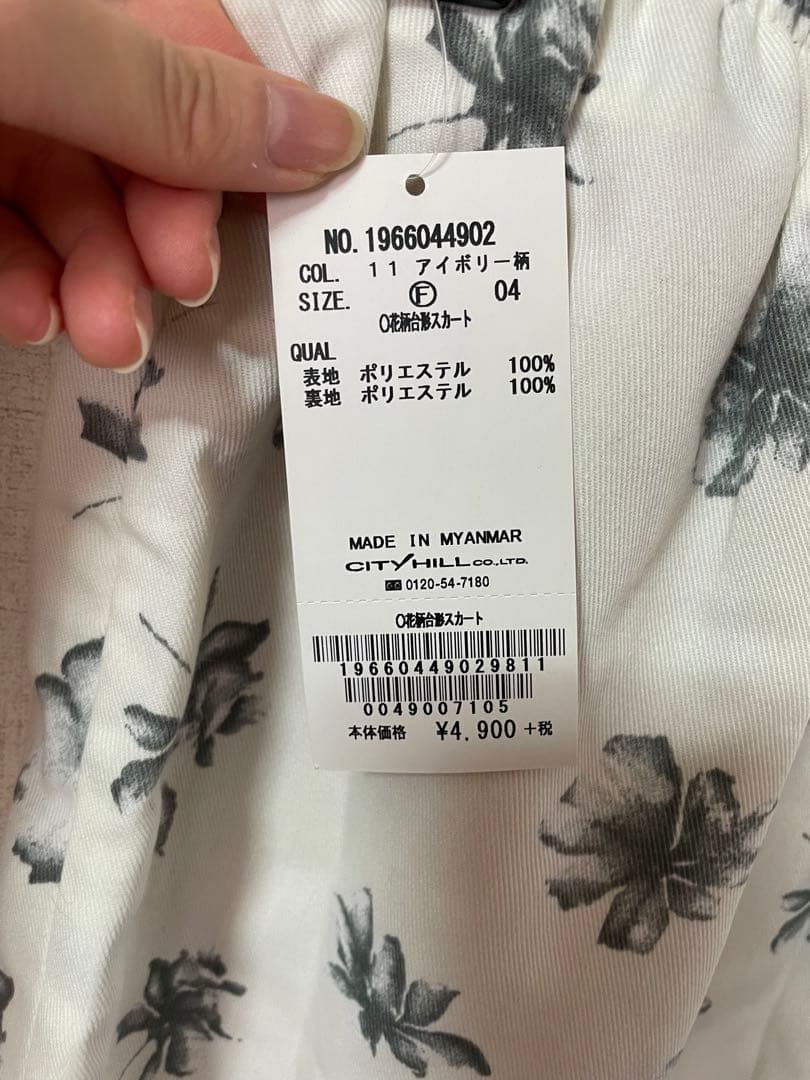 NO. 1966044902
COL. 11 アイボリー柄
SIZE. Ⓕ 04
〇花柄台形スカート
QUAL
表地 ポリエステル 100%
裏地 ポリエステル 100%
MADE IN MYANMAR
CITYHILL CO.,LTD.
0120-54-7180
〇花柄台形スカート
19660449029811
0049007105
本体価格 ¥4,900 +税